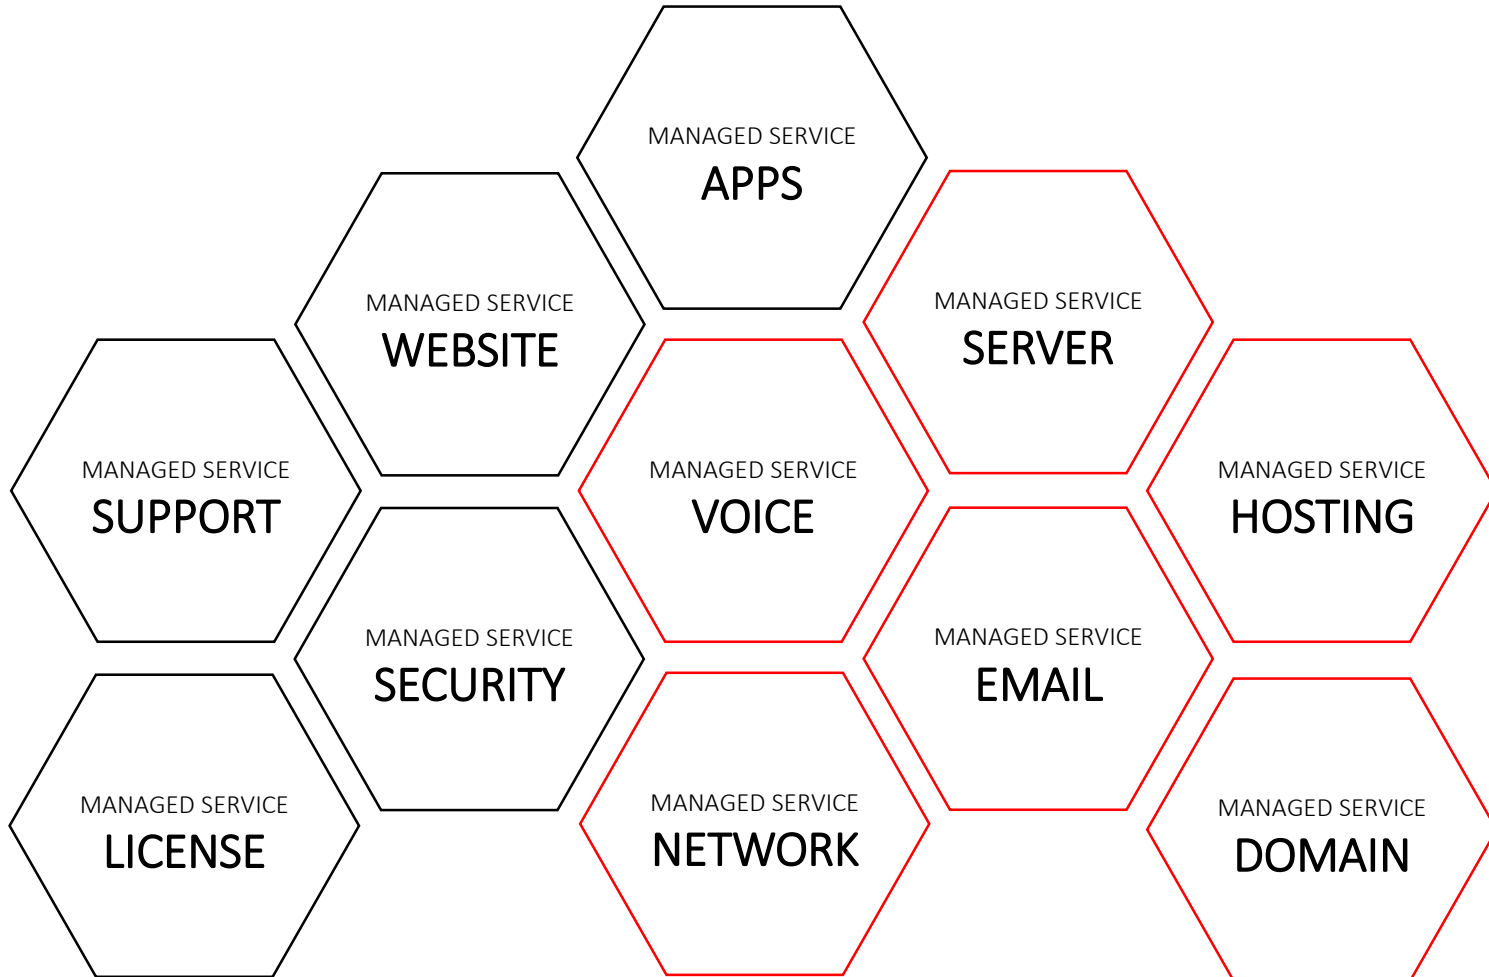 MANAGED SERVICE
APPS
MANAGED SERVICE
WEBSITE
MANAGED SERVICE
SERVER
MANAGED SERVICE
SUPPORT
MANAGED SERVICE
VOICE
MANAGED SERVICE
HOSTING
MANAGED SERVICE
SECURITY
MANAGED SERVICE
EMAIL
MANAGED SERVICE
LICENSE
MANAGED SERVICE
NETWORK
MANAGED SERVICE
DOMAIN